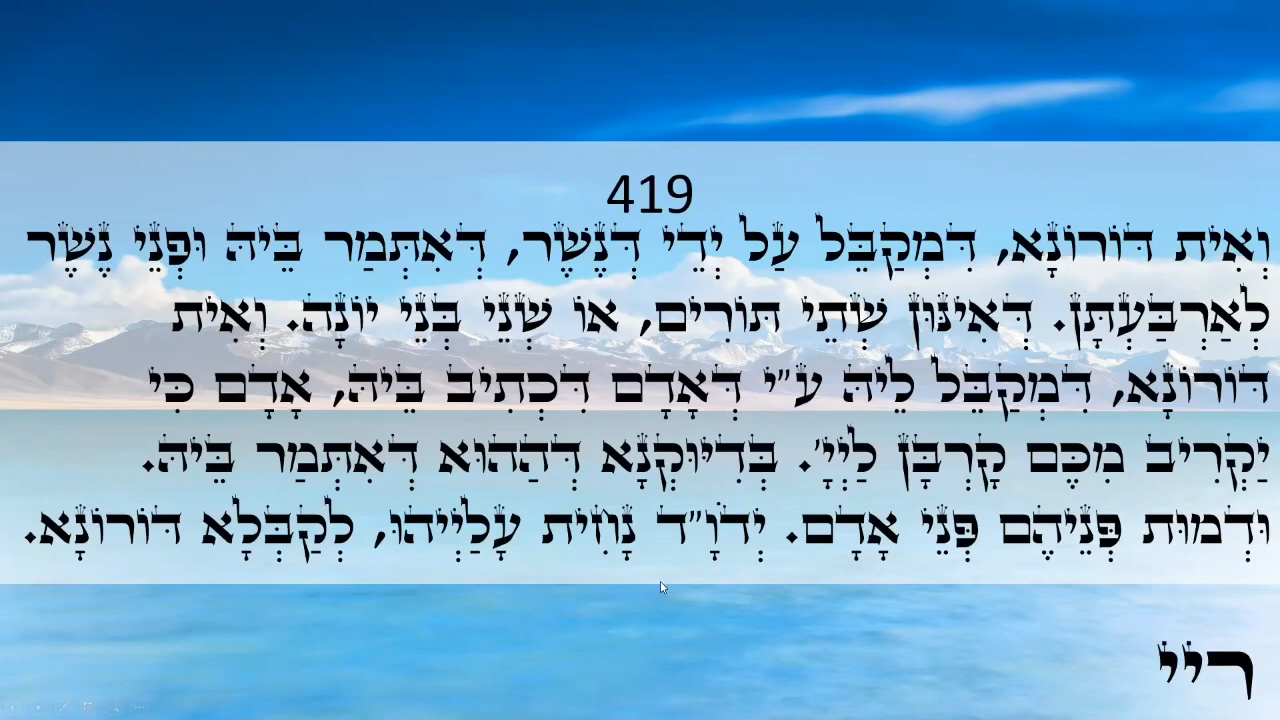 419
וְאִית דּוֹרוֹנָא, דִּמְקַבֵּל עַל יְדֵי דְּנֶשֶׁר, דְּאִתְּמַר בֵּיהּ וּפְנֵי נֶשֶׁר
לְאַרְבַּעְתָּן. דְּאִינּוּן שְׁתֵי תּוֹרִים, אוֹ שְׁנֵי בְּנֵי יוֹנָה. וְאִית
דּוֹרוֹנָא, דִּמְקַבֵּל לֵיהּ ע"י דְּאָדָם דִּכְתִיב בֵּיהּ, אָדָם כִּי
יַקְרִיב מִכֶּם קָרְבָּן לַיְיָ'. בְּדִיּוּקְנָא דְּהַהוּא דְּאִתְּמַר בֵּיהּ.
וּדְמוּת פְּנֵיהֶם פְּנֵי אָדָם. יְדֹוָ"ד נָחִית עָלַיְיהוּ, לְקַבְּלָא דּוֹרוֹנָא.
ריי